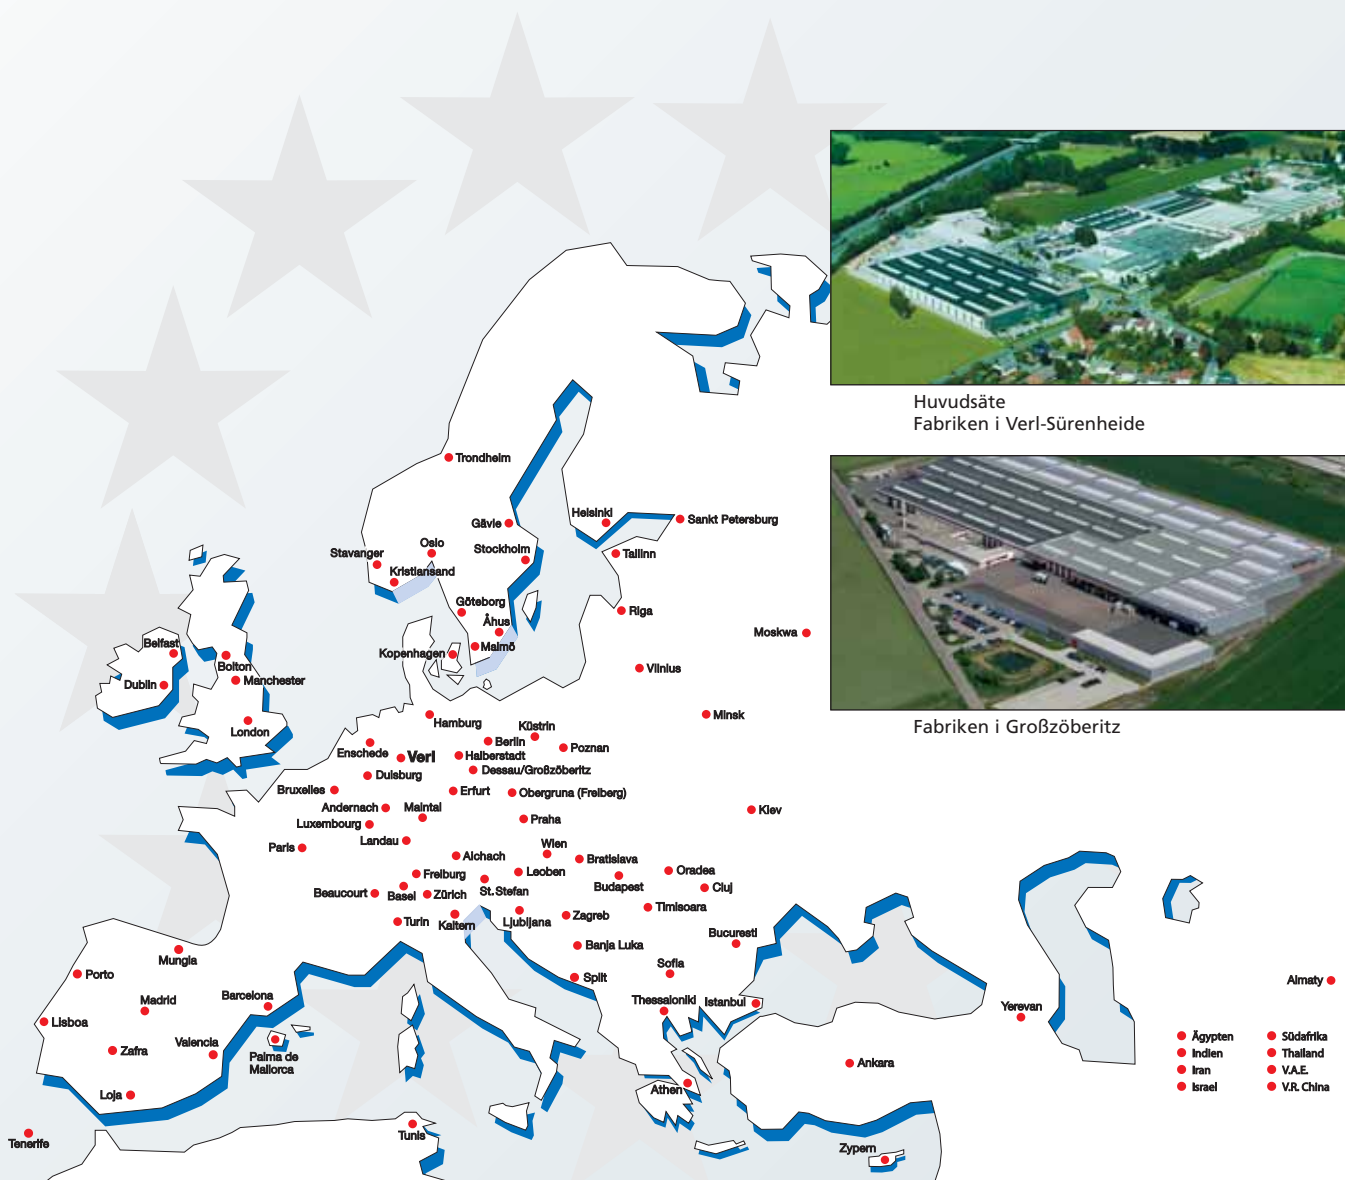 Huvudsäte
Fabriken i Verl-Sürenheide
Trondheim
Gävle
Helsinki
Sankt Petersburg
Oslo
Stockholm
Stavanger
Tallinn
Kristiansand
Göteborg
Riga
Åhus
Moskwa
Belfast
Malmö
Kopenhagen
Bolton
Vilnius
Dublin
Manchester
Fabriken i Großzöberitz
London
Hamburg
Küstrin
Minsk
Enschede
Verl
Berlin
Poznan
Halberstadt
Duisburg
Dessau/Großzöberitz
Bruxelles
Erfurt
Obergruna (Freiberg)
Andernach
Maintal
Kiev
Luxembourg
Praha
Paris
Landau
Wien
Aichach
Bratislava
Freiburg
Leoben
Oradea
Beaucourt
Basel
Zürich
St. Stefan
Budapest
Cluj
Turin
Kaltern
Ljubljana
Zagreb
Timisoara
Mungia
Banja Luka
Bucuresti
Porto
Split
Sofia
Almaty
Madrid
Barcelona
Thessaloniki
Istanbul
Yerevan
Lisboa
Zafra
Valencia
Palma de
Mallorca
Ankara
Loja
Athen
Tenerife
Tunis
Zypern
Ägypten
Indien
Iran
Israel
Südafrika
Thailand
V.A.E.
V.R. China